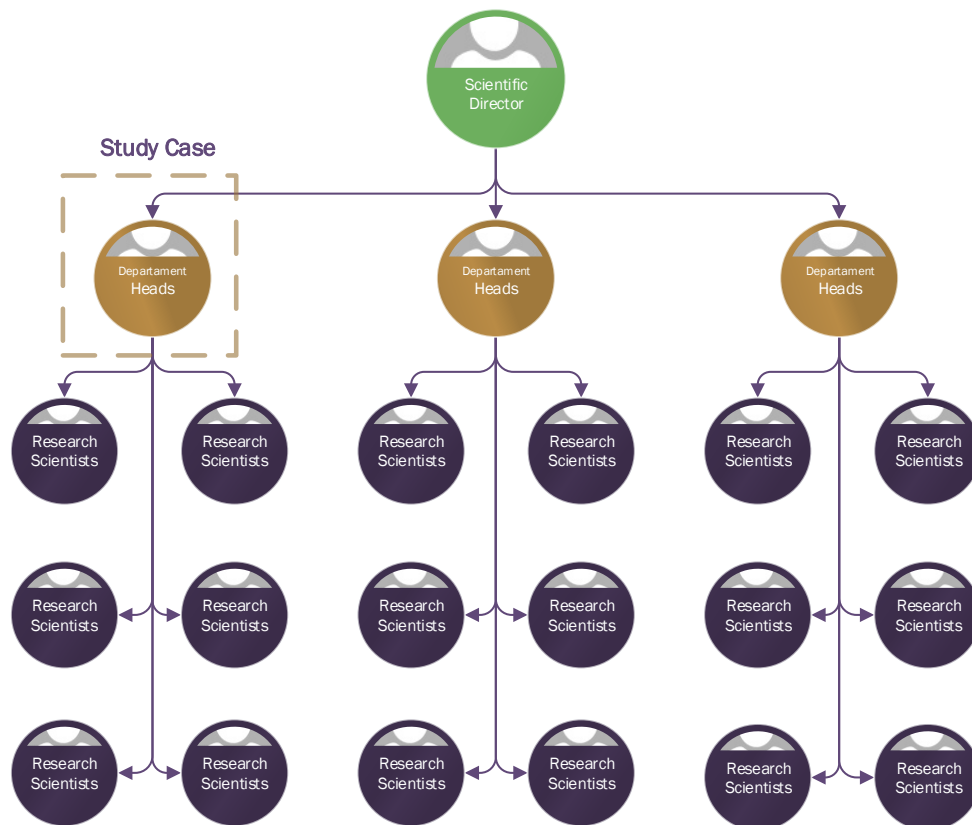 Scientific
Director
Study Case
Departament
Heads
Departament
Heads
Departament
Heads
Research
Scientists
Research
Scientists
Research
Scientists
Research
Scientists
Research
Scientists
Research
Scientists
Research
Scientists
Research
Scientists
Research
Scientists
Research
Scientists
Research
Scientists
Research
Scientists
Research
Scientists
Research
Scientists
Research
Scientists
Research
Scientists
Research
Scientists
Research
Scientists